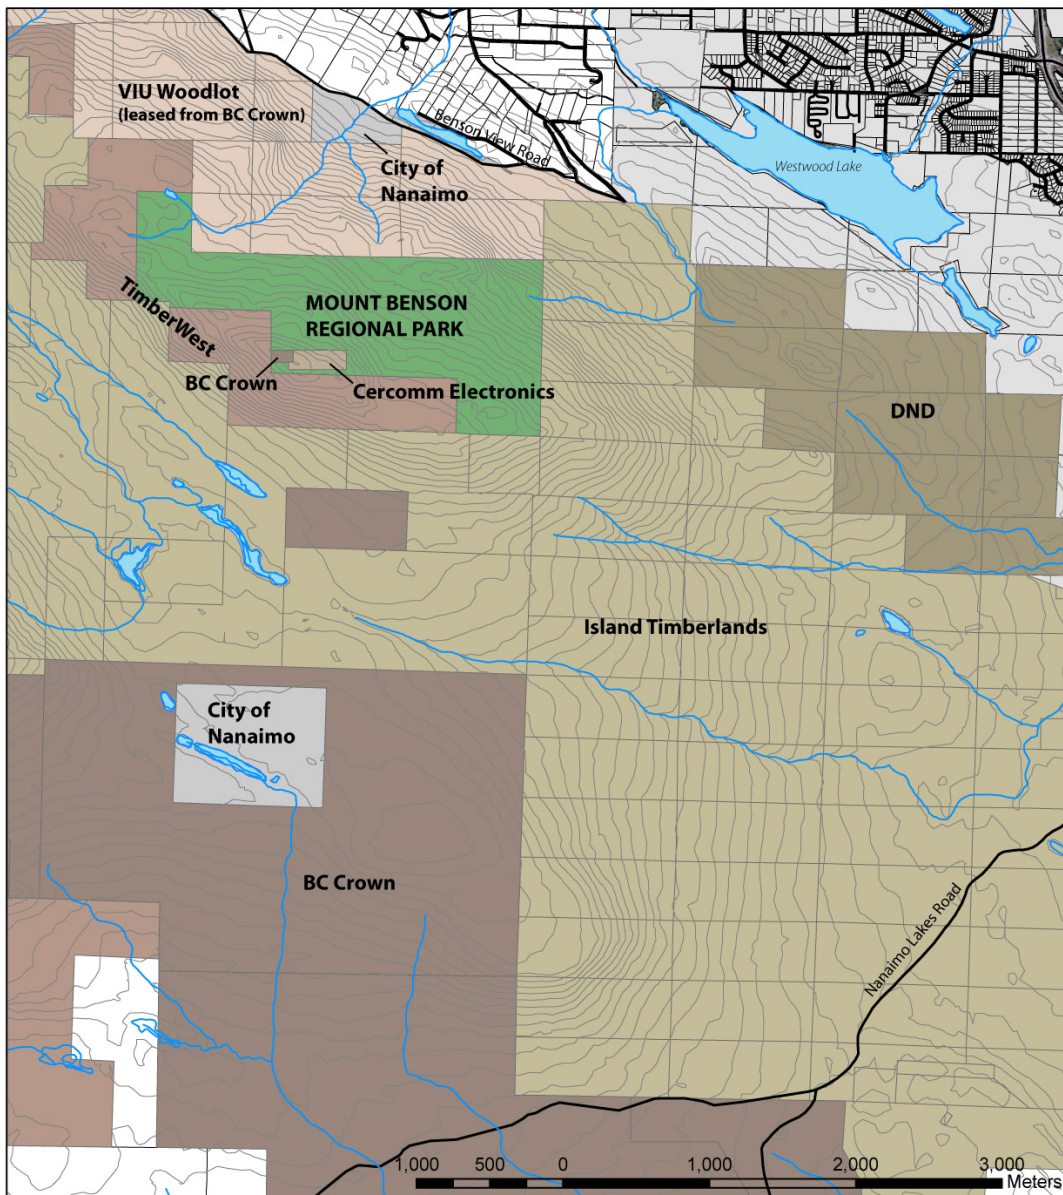 VIU Woodlot
(leased from BC Crown)
Benson View Road
City of
Nanaimo
Westwood Lake
TimberWest
MOUNT BENSON
REGIONAL PARK
BC Crown
Cercomm Electronics
DND
Island Timberlands
City of
Nanaimo
BC Crown
Nanaimo Lakes Road
1,000 500 0 1,000 2,000 3,000
Meters